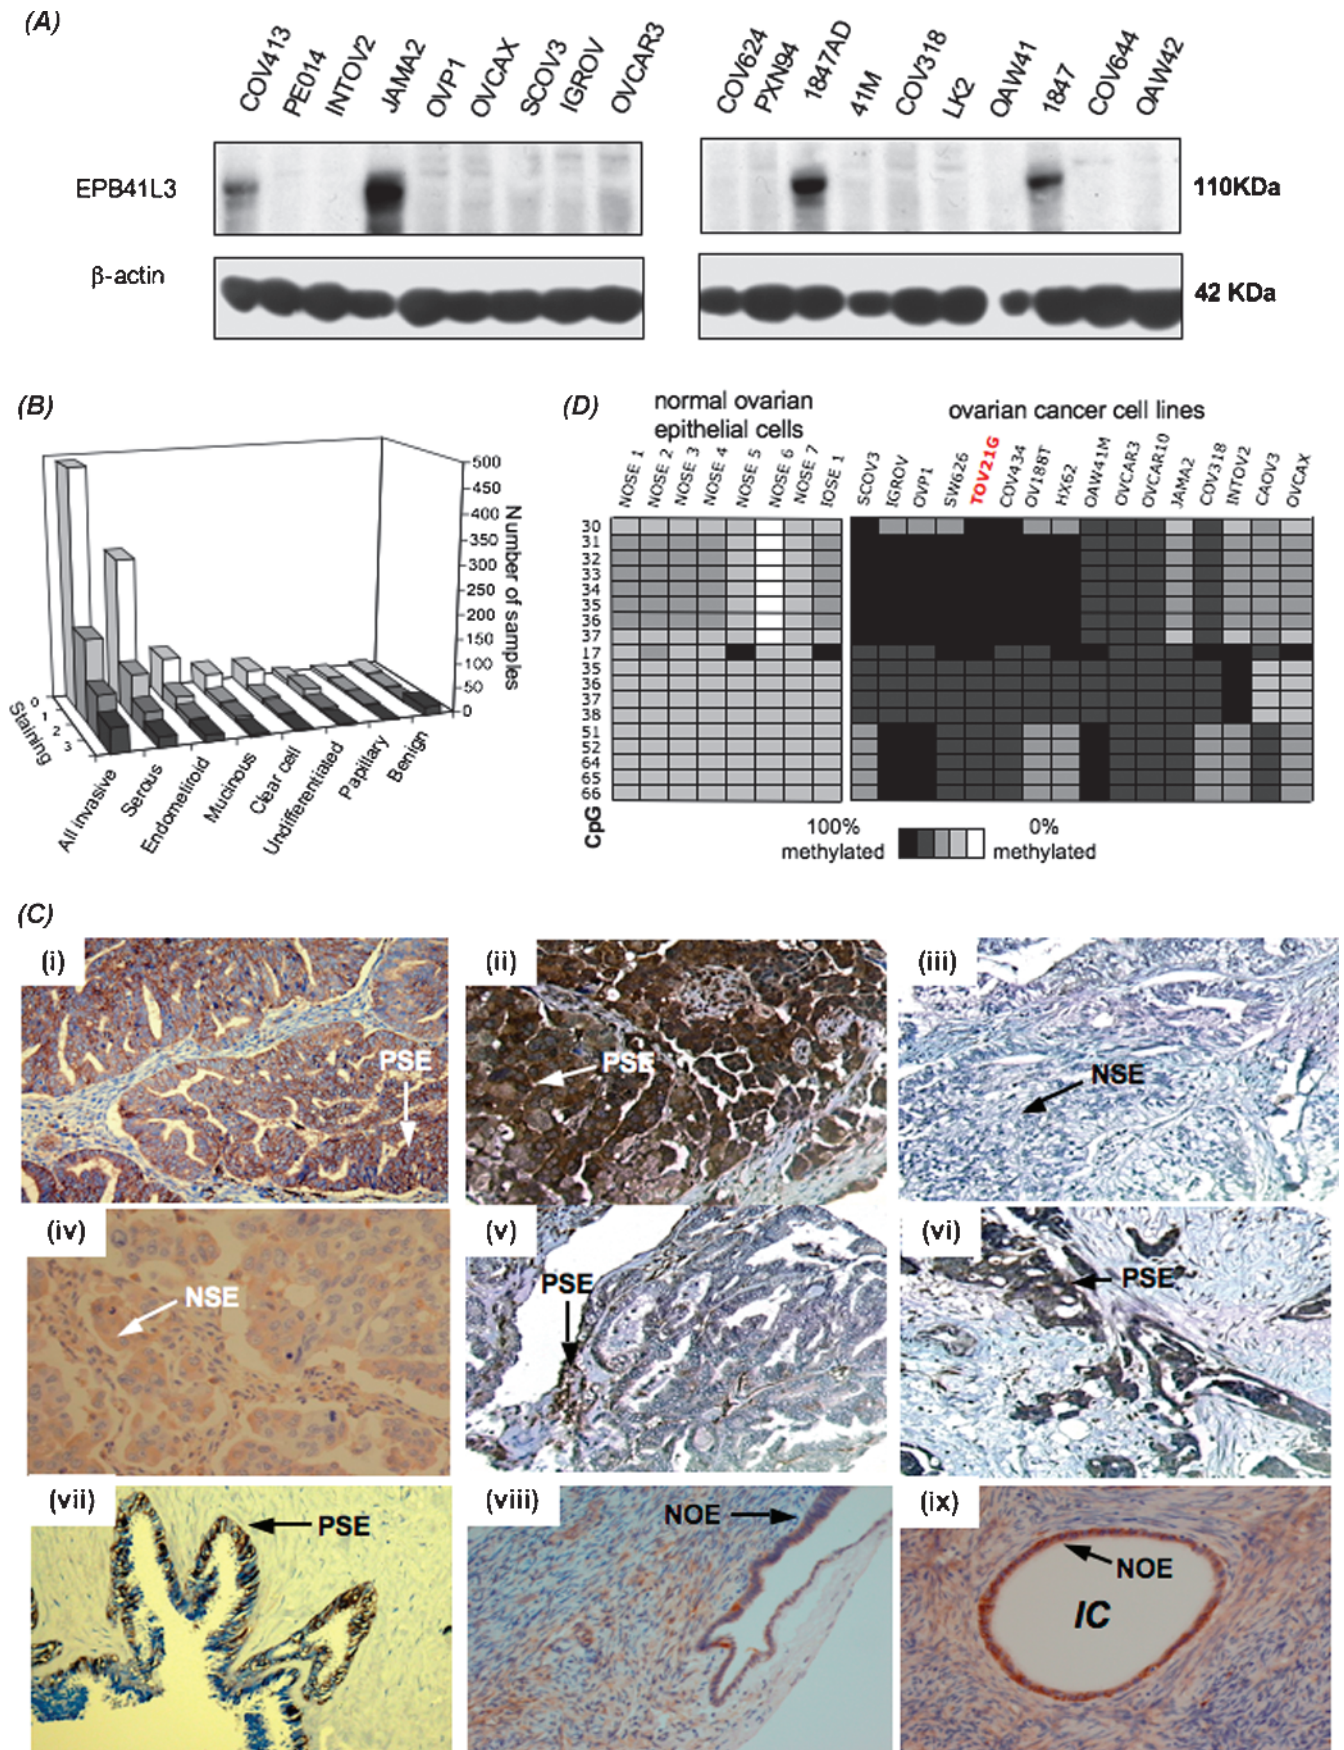 (A)
COV413 PE014 INTOV2 JAMA2 OVP1 OVCAX SCOV3 IGROV OVCAR3
COV624 PXN94 1847AD 41M COV318 LK2 OAW41 1847 COV644 OAW42
EPB41L3
110KDa
β-actin
42 KDa
(B)
500
450
400
350
300
250
200
150
100
50
0
Number of samples
0
1
2
3
Staining
All invasive
Serous
Endometiroid
Mucinous
Clear cell
Undifferentiated
Papillary
Benign
(D)
normal ovarian
epithelial cells
ovarian cancer cell lines
NOSE 1 NOSE 2 NOSE 3 NOSE 4 NOSE 5 NOSE 6 NOSE 7 IOSE 1
SCOV3 IGROV OVP1 SW626 TOV21G COV434 OV188T HX62 OAW41M OVCAR3 OVCAR10 JAMA2 COV318 INTOV2 CAOV3 OVCAX
30
31
32
33
34
35
36
37
17
35
36
37
38
51
52
64
65
66
CpG
100%
methylated
0%
methylated
(C)
(i)
PSE
(ii)
PSE
(iii)
NSE
(iv)
NSE
(v)
PSE
(vi)
PSE
(vii)
PSE
(viii)
NOE
(ix)
NOE
IC